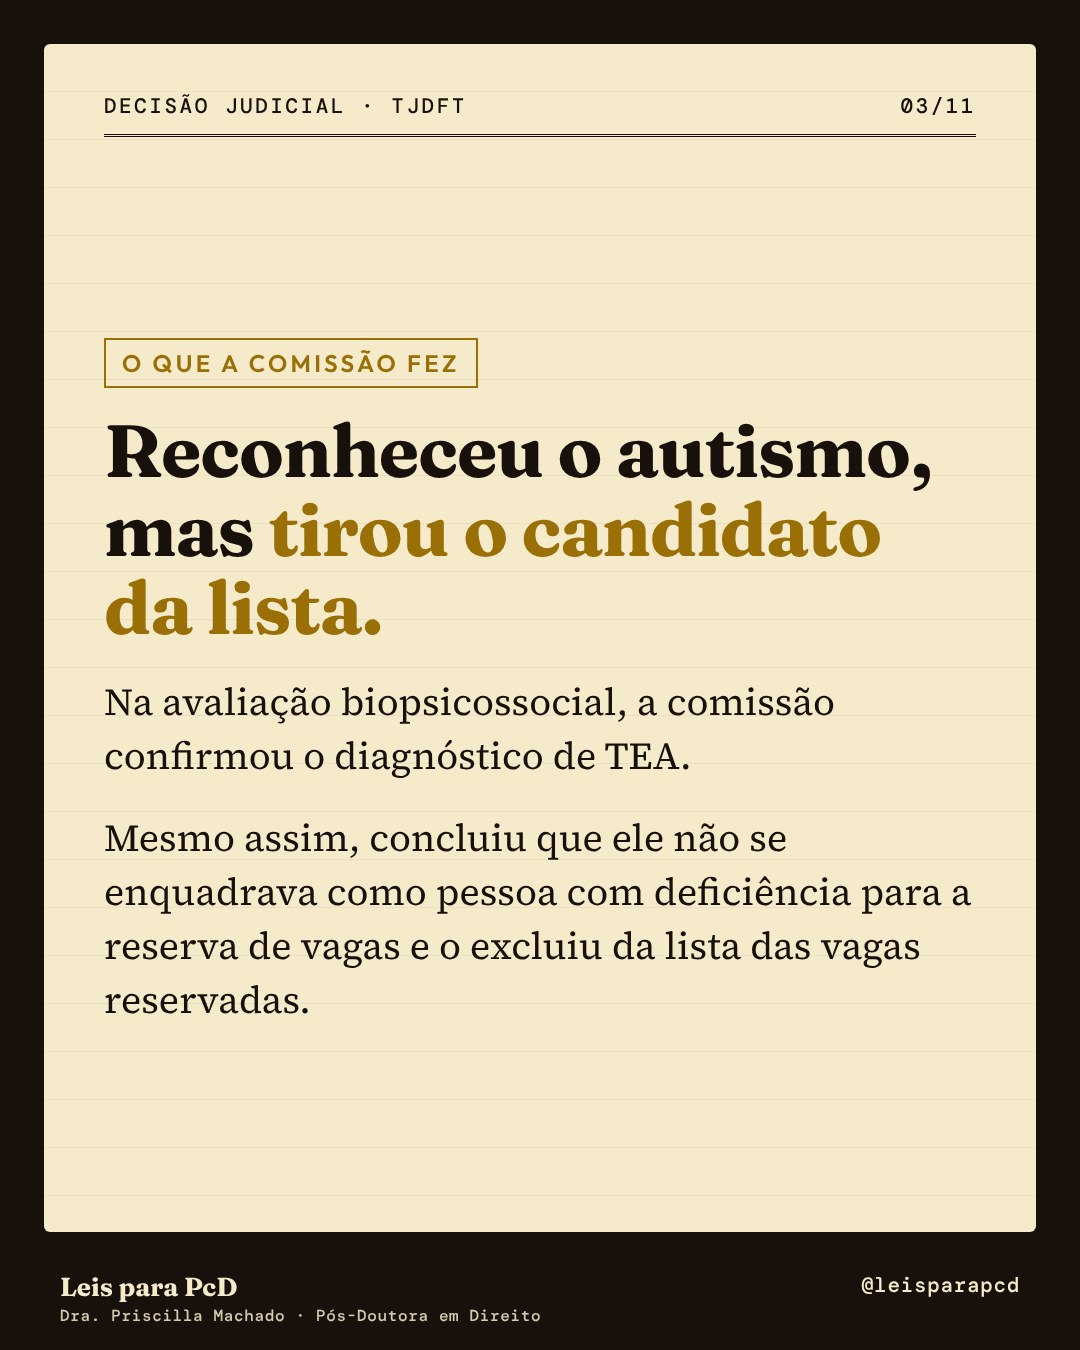 DECISÃO JUDICIAL · TJDFT
03/11
O QUE A COMISSÃO FEZ
Reconheceu o autismo,
mas tirou o candidato
da lista.
Na avaliação biopsicossocial, a comissão
confirmou o diagnóstico de TEA.
Mesmo assim, concluiu que ele não se
enquadrava como pessoa com deficiência para a
reserva de vagas e o excluiu da lista das vagas
reservadas.
Leis para PcD
Dra. Priscilla Machado · Pós-Doutora em Direito
@leisparapcd